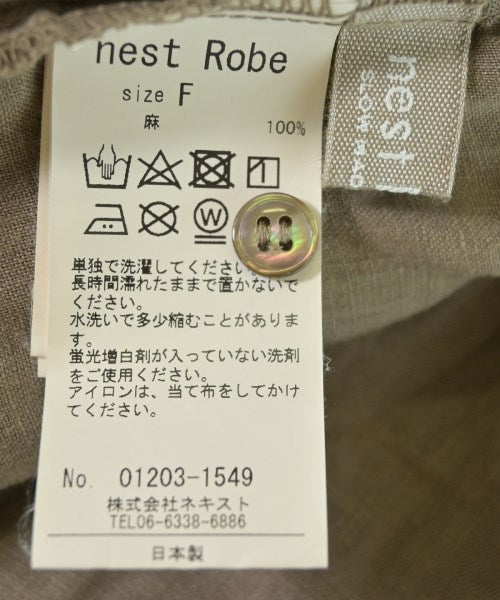 nest Robe
size F
麻 100%
W
単独で洗濯してください。
長時間濡れたままで置かないで
ください。
水洗いで多少縮むことがありま
す。
蛍光増白剤が入っていない洗剤
をご使用ください。
アイロンは、当て布をしてかけ
てください。
No. 01203-1549
株式会社ネキスト
TEL06-6338-6886
日本製
nest
SLOW